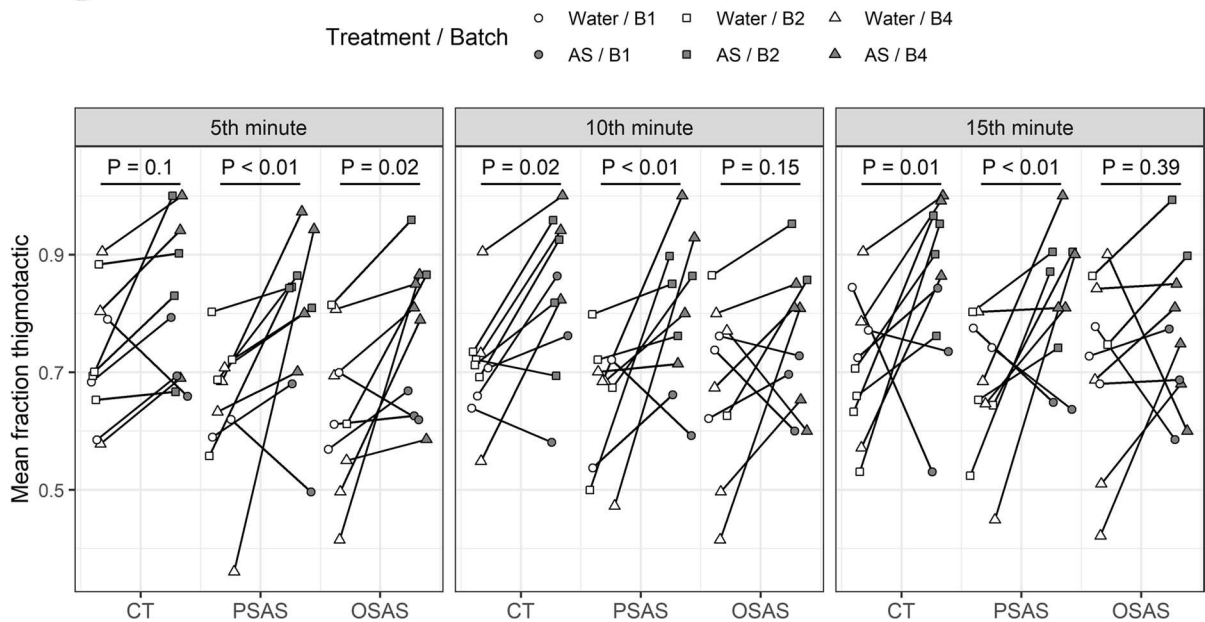 Treatment / Batch
Water / B1 Water / B2 Water / B4
AS / B1 AS / B2 AS / B4
5th minute 10th minute 15th minute
P = 0.1 P < 0.01 P = 0.02 P = 0.02 P < 0.01 P = 0.15 P = 0.01 P < 0.01 P = 0.39
Mean fraction thigmotactic
0.9
0.7
0.5
CT PSAS OSAS CT PSAS OSAS CT PSAS OSAS